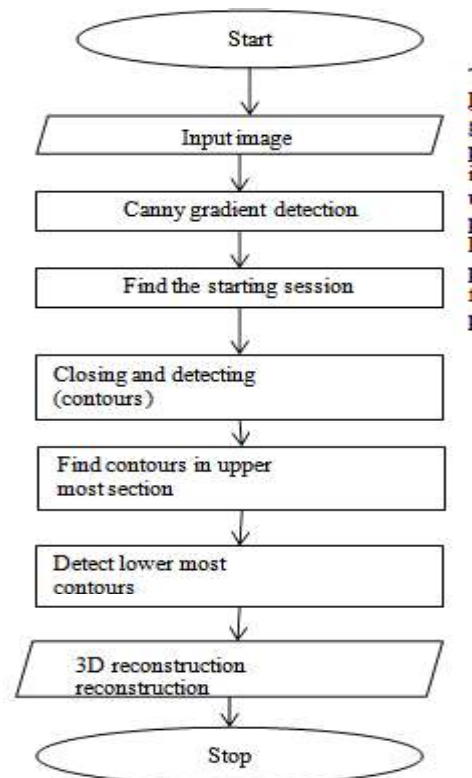 Start
Input image
Canny gradient detection
Find the starting session
Closing and detecting
(contours)
Find contours in upper
most section
Detect lower most
contours
3D reconstruction
reconstruction
Stop